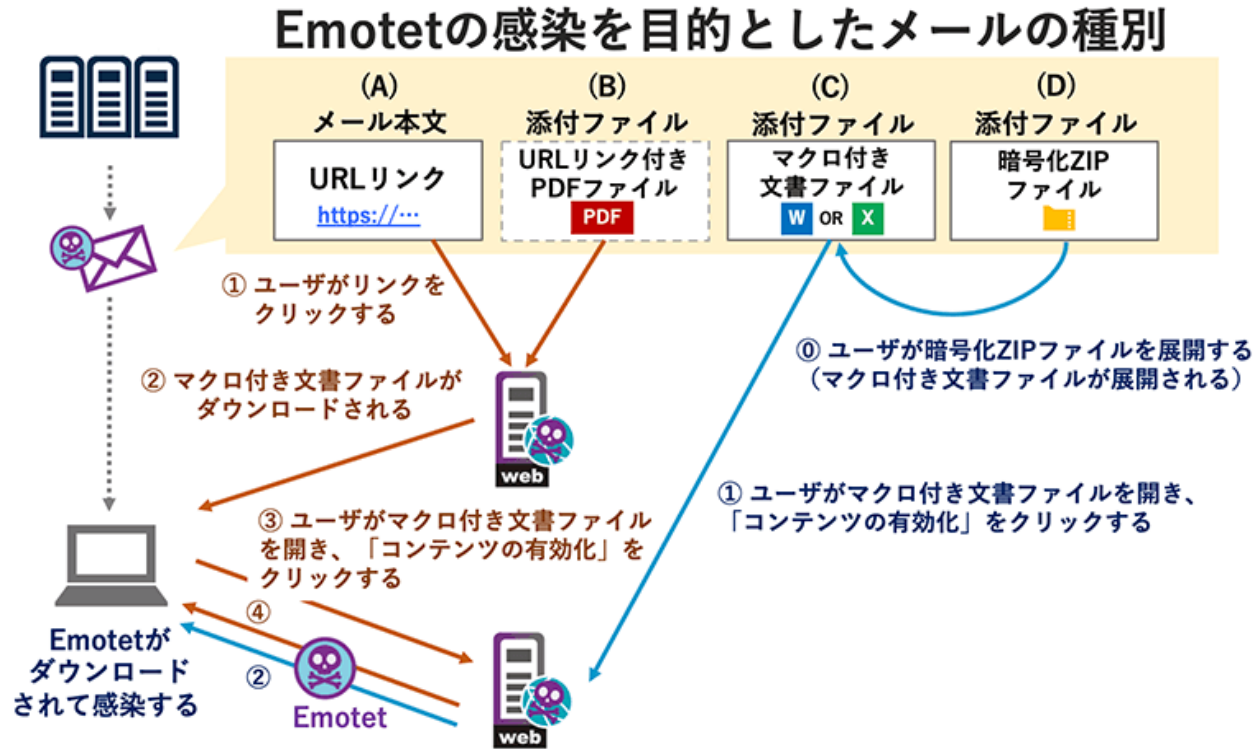 Emotetの感染を目的としたメールの種別
(A)
メール本文
URLリンク
https://…
(B)
添付ファイル
URLリンク付き
PDFファイル
PDF
(C)
添付ファイル
マクロ付き
文書ファイル
W OR X
(D)
添付ファイル
暗号化ZIP
ファイル
① ユーザがリンクを
クリックする
⓪ ユーザが暗号化ZIPファイルを展開する
（マクロ付き文書ファイルが展開される）
② マクロ付き文書ファイルが
ダウンロードされる
web
① ユーザがマクロ付き文書ファイルを開き、
「コンテンツの有効化」をクリックする
③ ユーザがマクロ付き文書ファイル
を開き、「コンテンツの有効化」を
クリックする
④
②
Emotet
web
Emotetが
ダウンロード
されて感染する